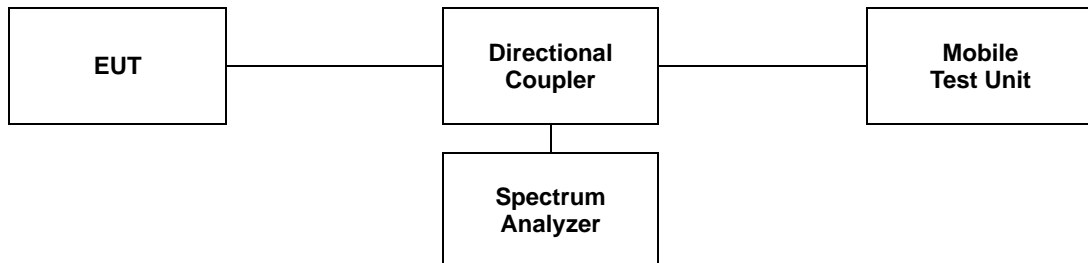 EUT
Directional
Coupler
Mobile
Test Unit
Spectrum
Analyzer